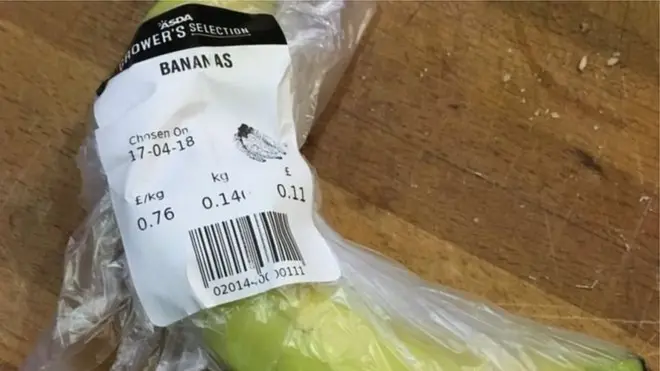 ASDA
GROWER'S SELECTION
BANANAS
Chosen On
17-04-18
£/kg kg £
0.76 0.11